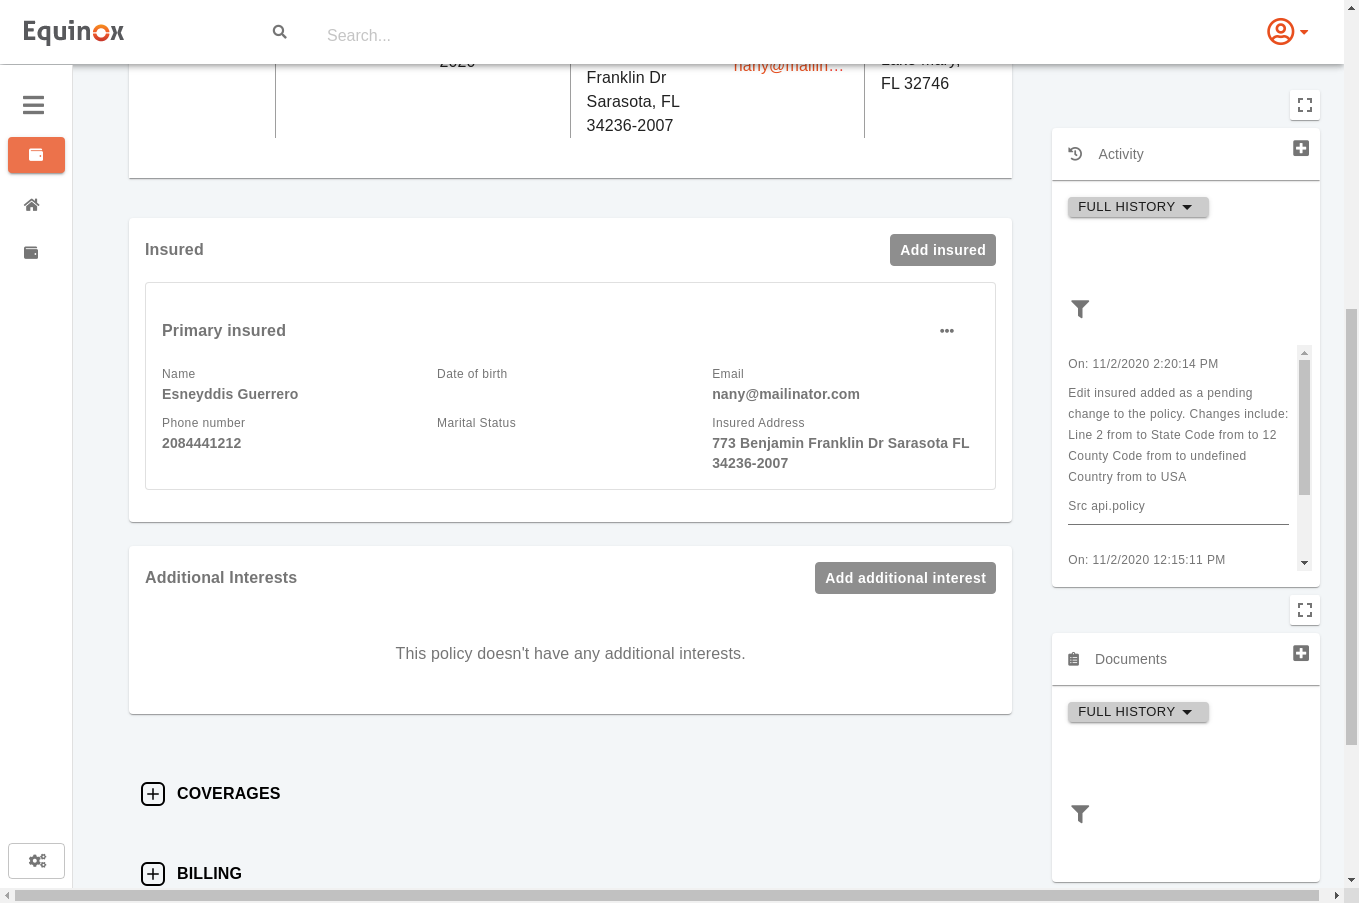 Equinox
Search...
2020
Franklin Dr
Sarasota, FL
34236-2007
nany@mailin...
Lake Mary,
FL 32746
Insured
Add insured
Primary insured
Name
Esneyddis Guerrero
Date of birth
Email
nany@mailinator.com
Phone number
2084441212
Marital Status
Insured Address
773 Benjamin Franklin Dr Sarasota FL
34236-2007
Additional Interests
Add additional interest
This policy doesn't have any additional interests.
COVERAGES
BILLING
Activity
FULL HISTORY
On: 11/2/2020 2:20:14 PM
Edit insured added as a pending
change to the policy. Changes include:
Line 2 from to State Code from to 12
County Code from to undefined
Country from to USA
Src api.policy
On: 11/2/2020 12:15:11 PM
Documents
FULL HISTORY